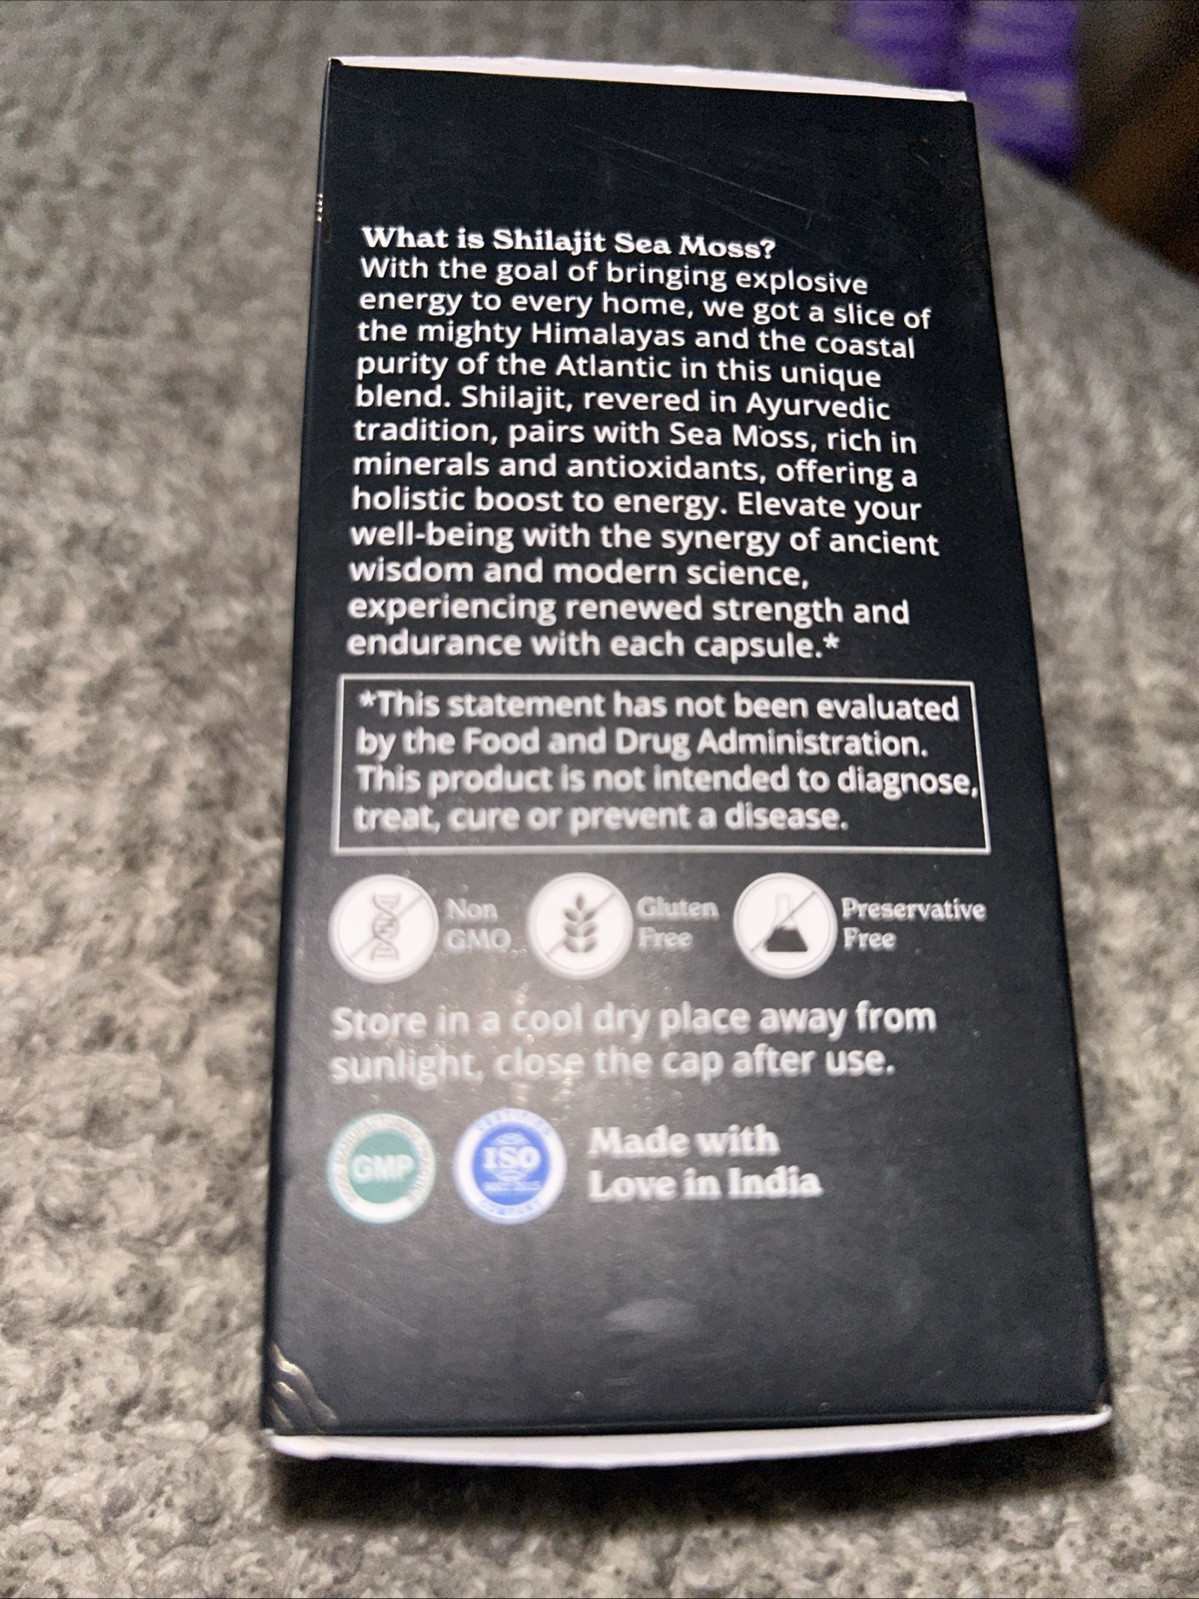 What is Shilajit Sea Moss?
With the goal of bringing explosive
energy to every home, we got a slice of
the mighty Himalayas and the coastal
purity of the Atlantic in this unique
blend. Shilajit, revered in Ayurvedic
tradition, pairs with Sea Moss, rich in
minerals and antioxidants, offering a
holistic boost to energy. Elevate your
well-being with the synergy of ancient
wisdom and modern science,
experiencing renewed strength and
endurance with each capsule.*
*This statement has not been evaluated
by the Food and Drug Administration.
This product is not intended to diagnose,
treat, cure or prevent a disease.
Non
GMO
Gluten
Free
Preservative
Free
Store in a cool dry place away from
sunlight, close the cap after use.
GMP
CERTIFIED
ISO
COMPANY
Made with
Love in India